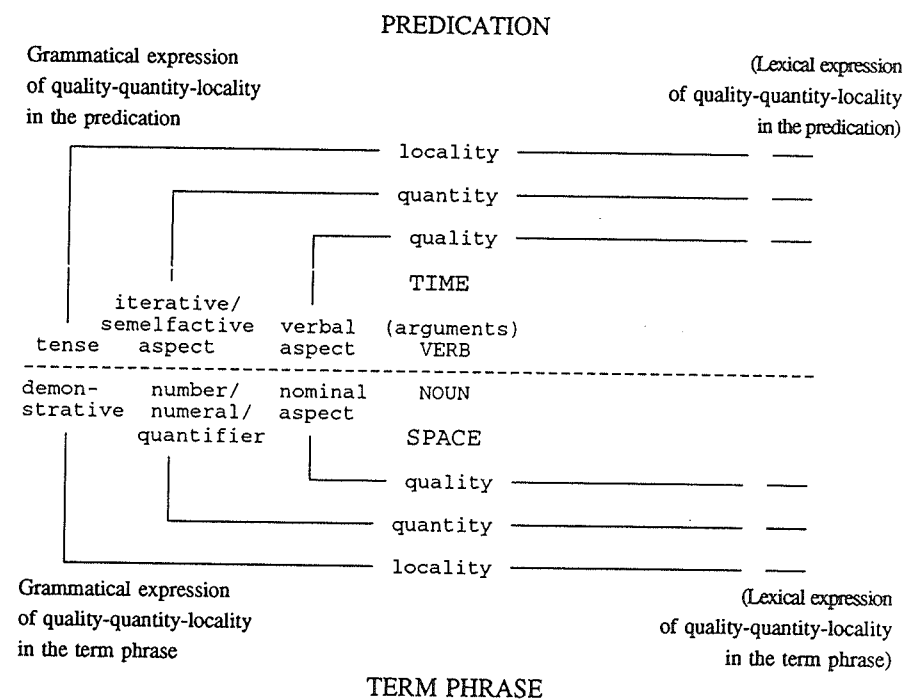 PREDICATION
Grammatical expression
of quality-quantity-locality
in the predication
(Lexical expression
of quality-quantity-locality
in the predication)
locality
quantity
quality
TIME
iterative/
semelfactive verbal (arguments)
tense aspect aspect VERB
demon- number/ nominal NOUN
strative numeral/ aspect
quantifier SPACE
quality
quantity
locality
Grammatical expression
of quality-quantity-locality
in the term phrase
(Lexical expression
of quality-quantity-locality
in the term phrase)
TERM PHRASE